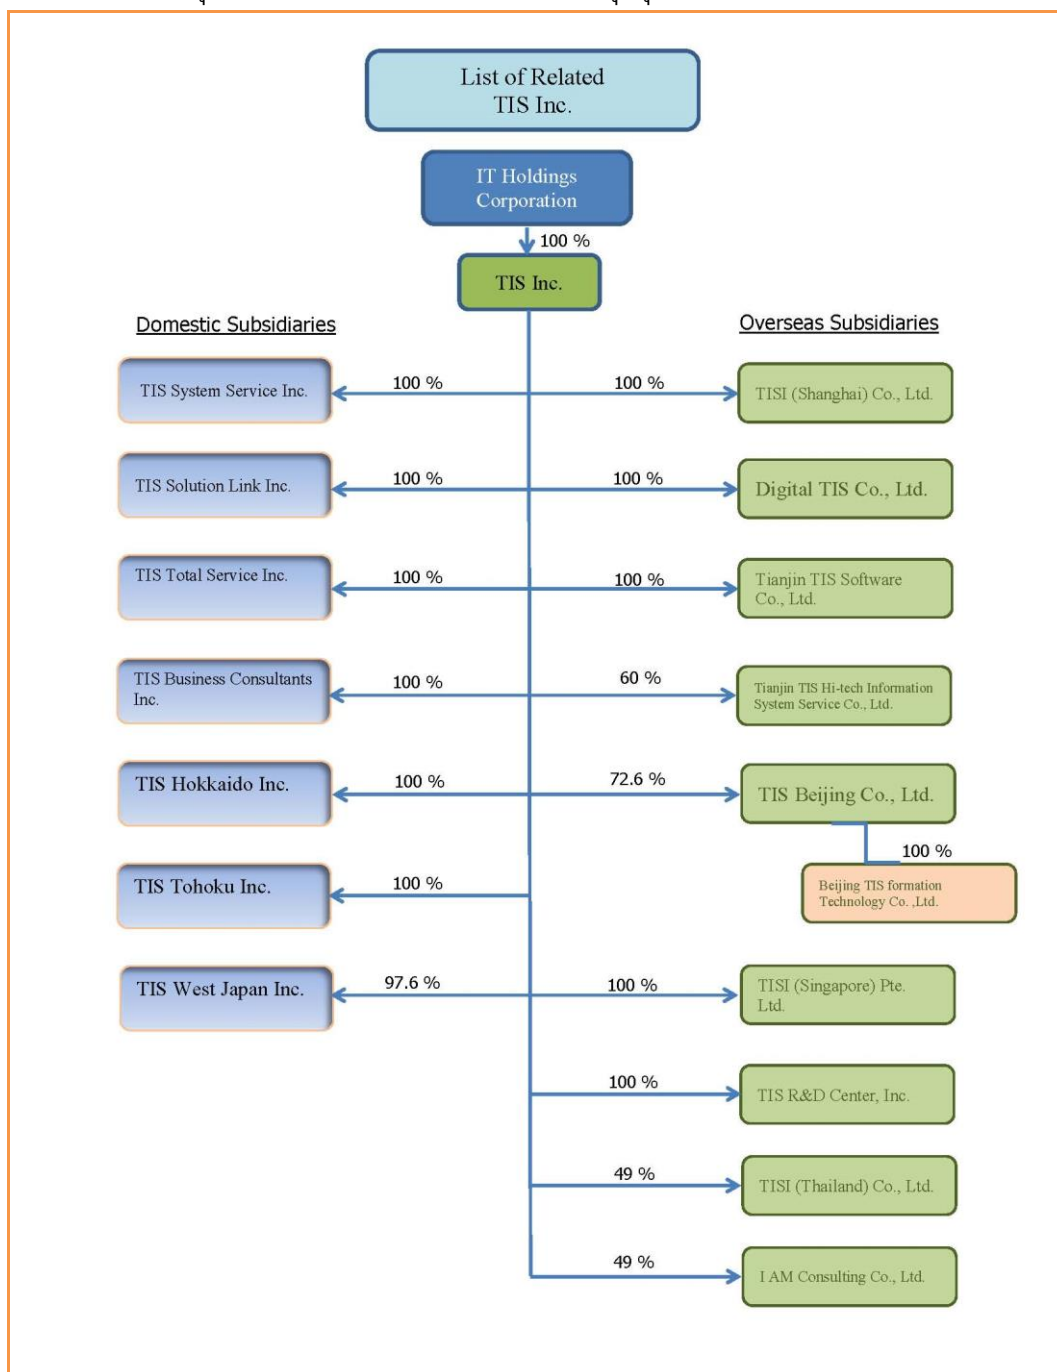 List of Related
TIS Inc.
IT Holdings
Corporation
100 %
TIS Inc.
Domestic Subsidiaries
Overseas Subsidiaries
TIS System Service Inc.
100 %
100 %
TISI (Shanghai) Co., Ltd.
TIS Solution Link Inc.
100 %
100 %
Digital TIS Co., Ltd.
TIS Total Service Inc.
100 %
100 %
Tianjin TIS Software
Co., Ltd.
TIS Business Consultants
Inc.
100 %
60 %
Tianjin TIS Hi-tech Information
System Service Co., Ltd.
TIS Hokkaido Inc.
100 %
72.6 %
TIS Beijing Co., Ltd.
100 %
Beijing TIS formation
Technology Co. ,Ltd.
TIS Tohoku Inc.
100 %
TIS West Japan Inc.
97.6 %
100 %
TISI (Singapore) Pte.
Ltd.
100 %
TIS R&D Center, Inc.
49 %
TISI (Thailand) Co., Ltd.
49 %
I AM Consulting Co., Ltd.